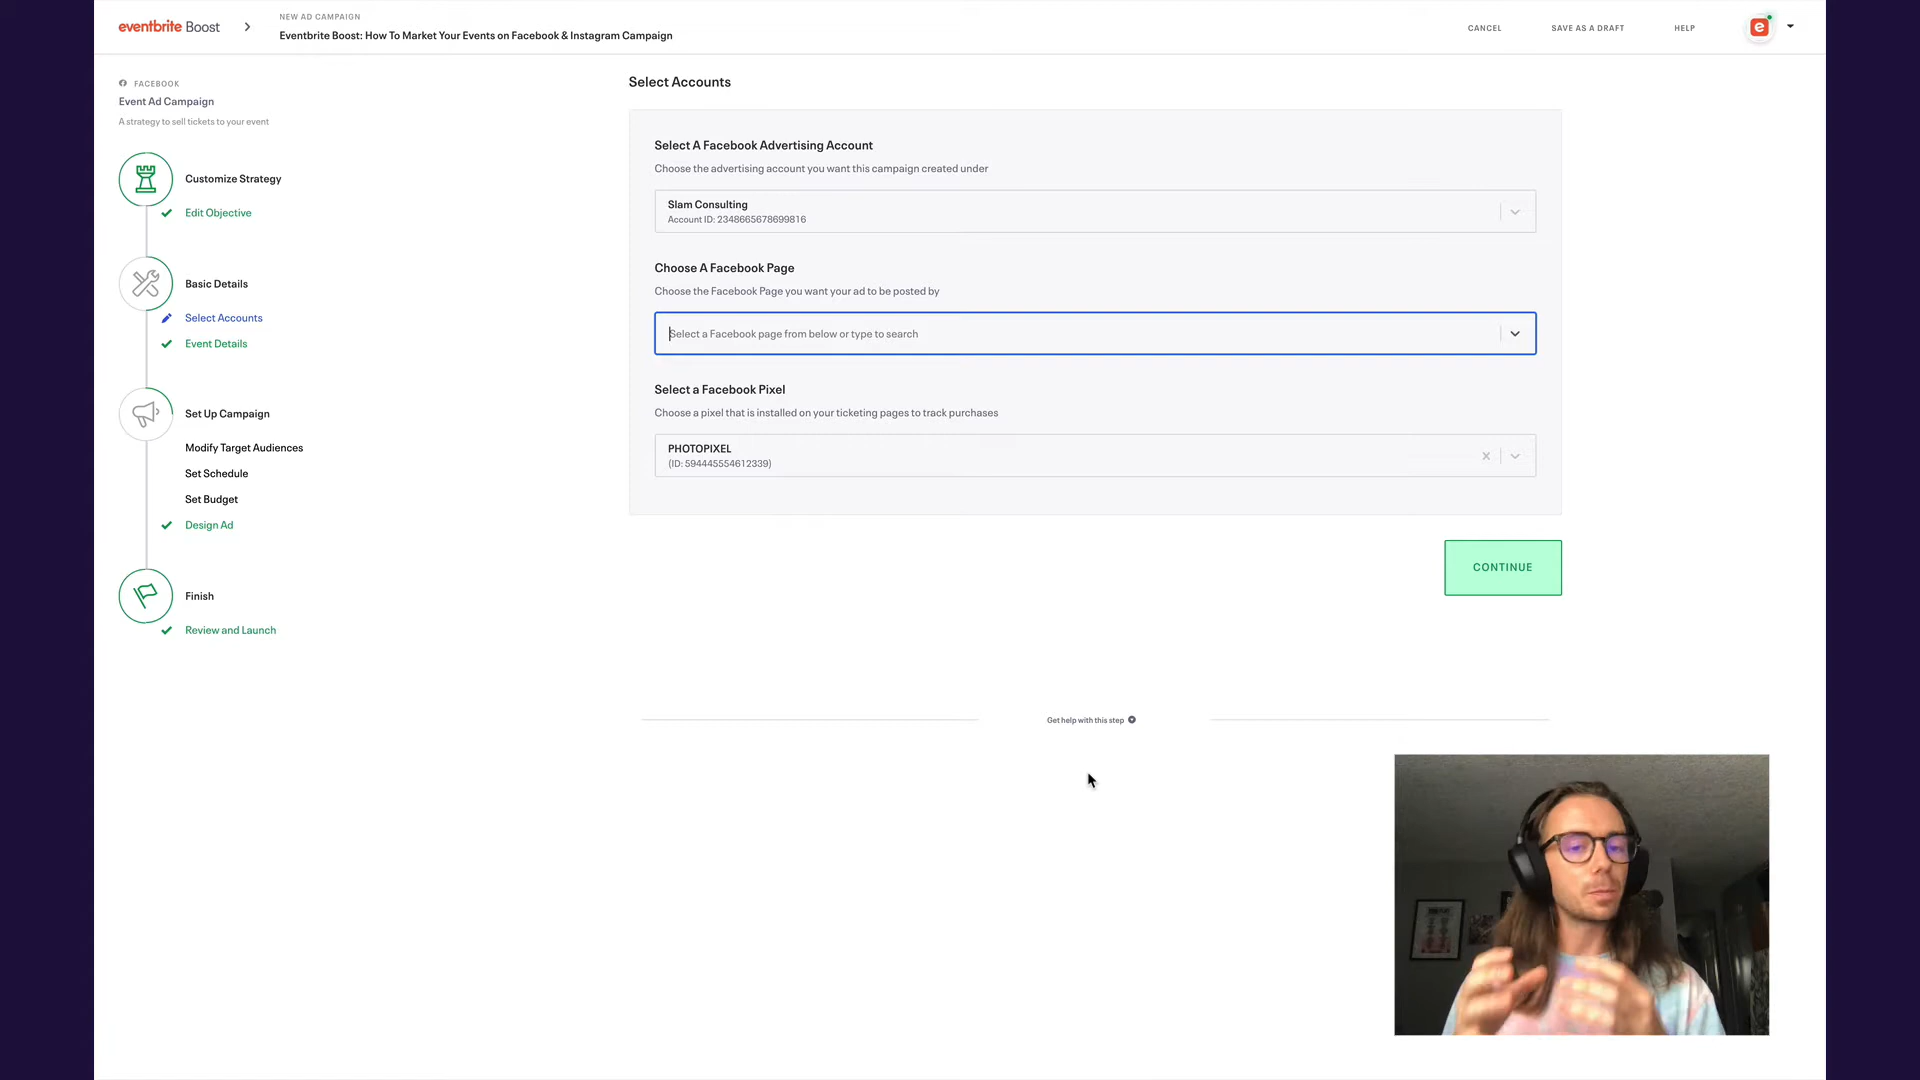 eventbrite Boost
NEW AD CAMPAIGN
Eventbrite Boost: How To Market Your Events on Facebook & Instagram Campaign
CANCEL
SAVE AS A DRAFT
HELP
e
FACEBOOK
Event Ad Campaign
A strategy to sell tickets to your event
Customize Strategy
Edit Objective
Basic Details
Select Accounts
Event Details
Set Up Campaign
Modify Target Audiences
Set Schedule
Set Budget
Design Ad
Finish
Review and Launch
Select Accounts
Select A Facebook Advertising Account
Choose the advertising account you want this campaign created under
Slam Consulting
Account ID: 2348665678699816
Choose A Facebook Page
Choose the Facebook Page you want your ad to be posted by
Select a Facebook page from below or type to search
Select a Facebook Pixel
Choose a pixel that is installed on your ticketing pages to track purchases
PHOTOPIXEL
(ID: 594445554612339)
CONTINUE
Get help with this step